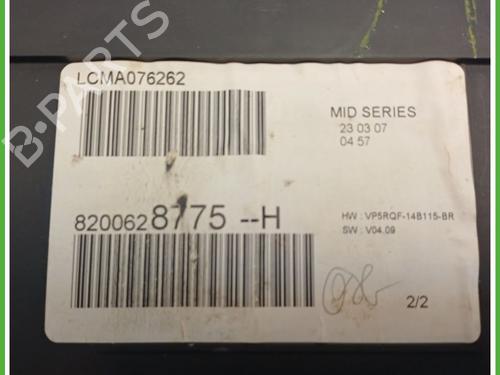 B-PARTS
LCMA076262
MID SERIES
23 03 07
04 57
8200628775 --H
HW : VP5RQF-14B115-BR
SW : V04.09
2/2